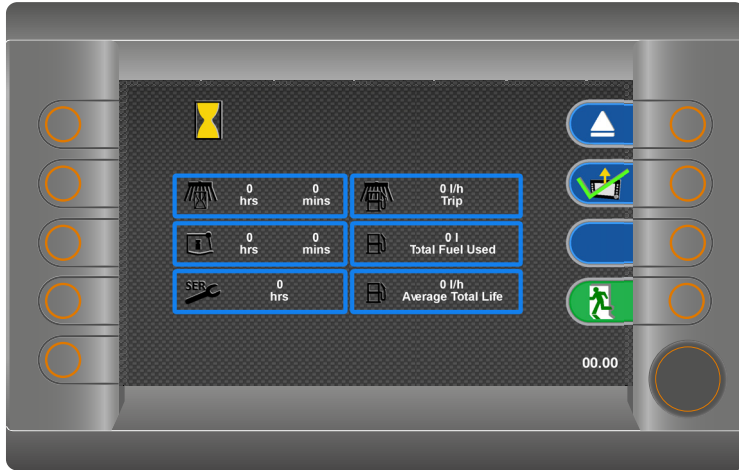 0 0
hrs mins
0 l/h
Trip
0 0
hrs mins
0 l
Total Fuel Used
SER
0
hrs
0 l/h
Average Total Life
00.00